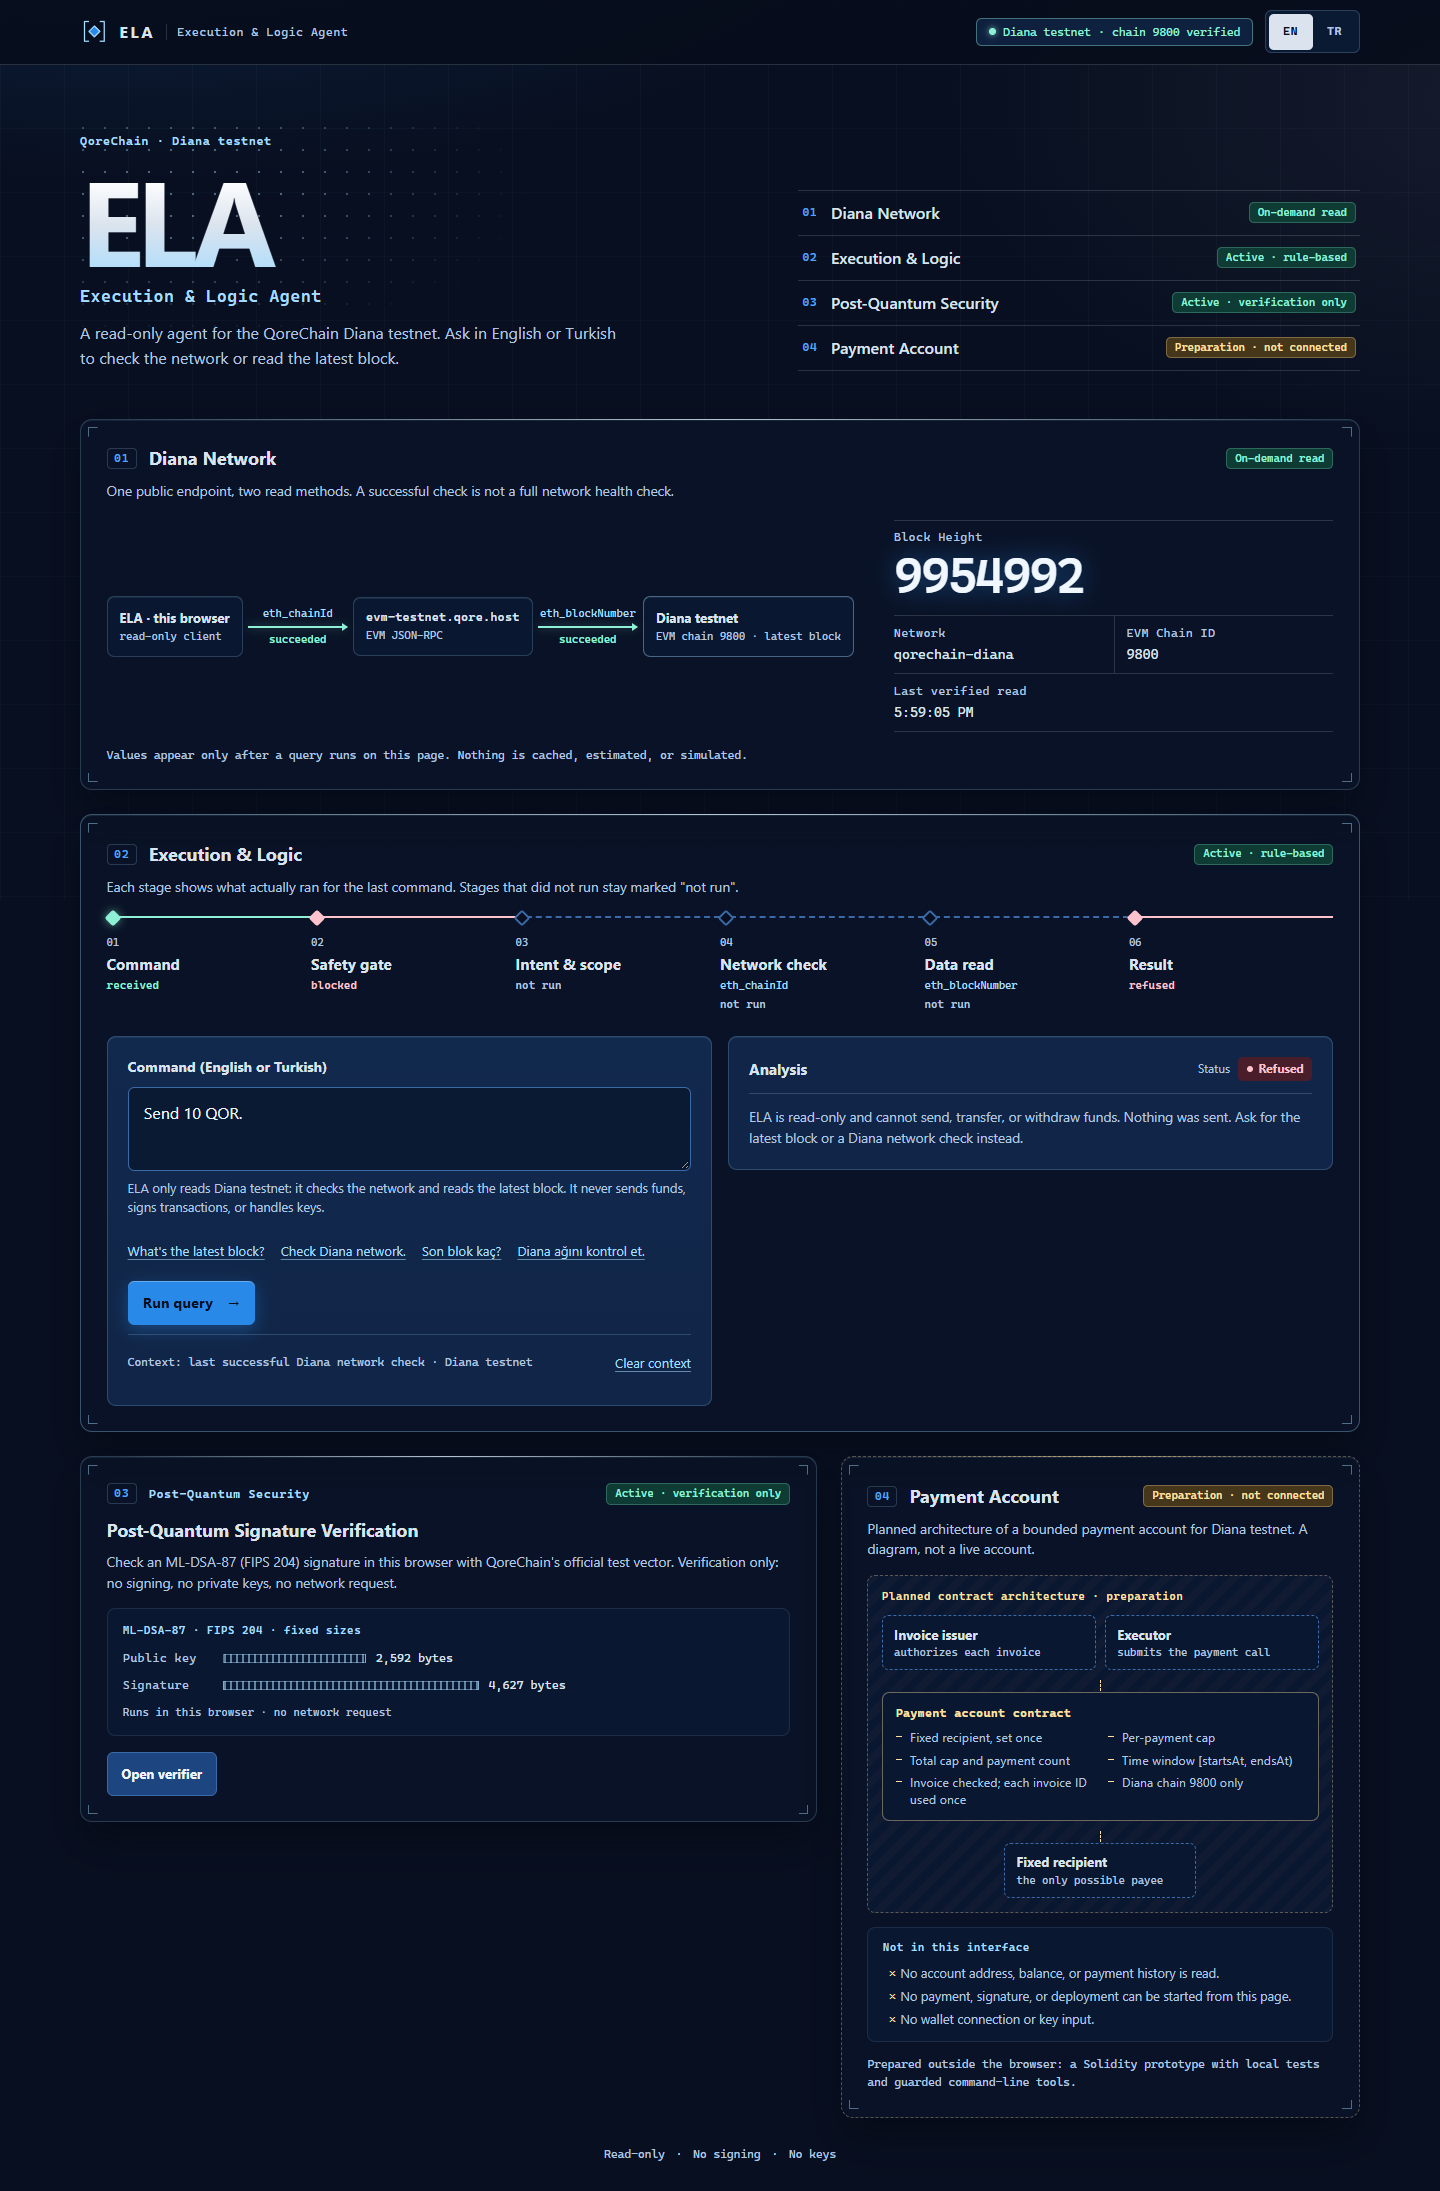 ELA
Execution & Logic Agent
Diana testnet · chain 9800 verified
EN
TR
QoreChain · Diana testnet
ELA
Execution & Logic Agent
A read-only agent for the QoreChain Diana testnet. Ask in English or Turkish
to check the network or read the latest block.
01 Diana Network On-demand read
02 Execution & Logic Active · rule-based
03 Post-Quantum Security Active · verification only
04 Payment Account Preparation · not connected
01 Diana Network On-demand read
One public endpoint, two read methods. A successful check is not a full network health check.
ELA · this browser
read-only client
eth_chainId
succeeded
evm-testnet.qore.host
EVM JSON-RPC
eth_blockNumber
succeeded
Diana testnet
EVM chain 9800 · latest block
Block Height
9954992
Network
qorechain-diana
EVM Chain ID
9800
Last verified read
5:59:05 PM
Values appear only after a query runs on this page. Nothing is cached, estimated, or simulated.
02 Execution & Logic Active · rule-based
Each stage shows what actually ran for the last command. Stages that did not run stay marked "not run".
01
Command
received
02
Safety gate
blocked
03
Intent & scope
not run
04
Network check
eth_chainId
not run
05
Data read
eth_blockNumber
not run
06
Result
refused
Command (English or Turkish)
Send 10 QOR.
ELA only reads Diana testnet: it checks the network and reads the latest block. It never sends funds,
signs transactions, or handles keys.
What's the latest block? Check Diana network. Son blok kaç? Diana ağını kontrol et.
Run query →
Context: last successful Diana network check · Diana testnet
Clear context
Analysis
Status Refused
ELA is read-only and cannot send, transfer, or withdraw funds. Nothing was sent. Ask for the
latest block or a Diana network check instead.
03 Post-Quantum Security Active · verification only
Post-Quantum Signature Verification
Check an ML-DSA-87 (FIPS 204) signature in this browser with QoreChain's official test vector. Verification only:
no signing, no private keys, no network request.
ML-DSA-87 · FIPS 204 · fixed sizes
Public key 2,592 bytes
Signature 4,627 bytes
Runs in this browser · no network request
Open verifier
04 Payment Account Preparation · not connected
Planned architecture of a bounded payment account for Diana testnet. A
diagram, not a live account.
Planned contract architecture · preparation
Invoice issuer
authorizes each invoice
Executor
submits the payment call
Payment account contract
– Fixed recipient, set once
– Per-payment cap
– Total cap and payment count
– Time window [startsAt, endsAt)
– Invoice checked; each invoice ID
used once
– Diana chain 9800 only
Fixed recipient
the only possible payee
Not in this interface
× No account address, balance, or payment history is read.
× No payment, signature, or deployment can be started from this page.
× No wallet connection or key input.
Prepared outside the browser: a Solidity prototype with local tests
and guarded command-line tools.
Read-only · No signing · No keys